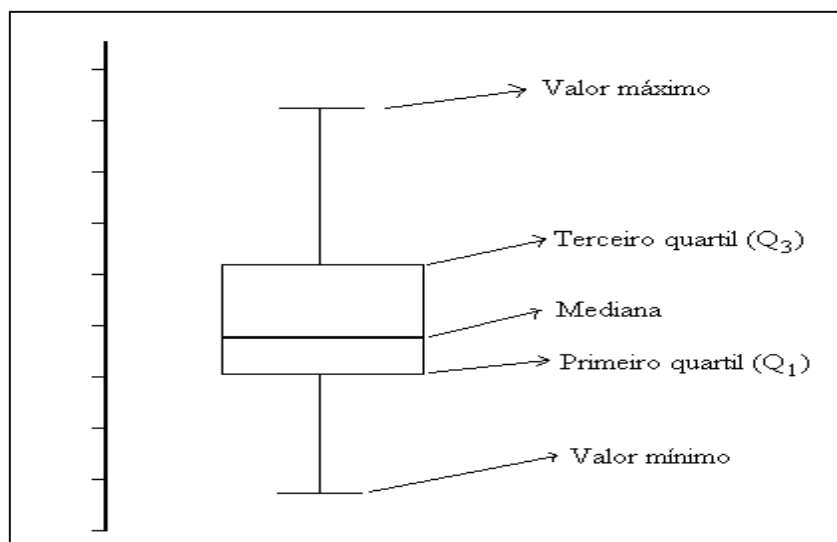 Valor máximo
Terceiro quartil (Q₃)
Mediana
Primeiro quartil (Q₁)
Valor mínimo